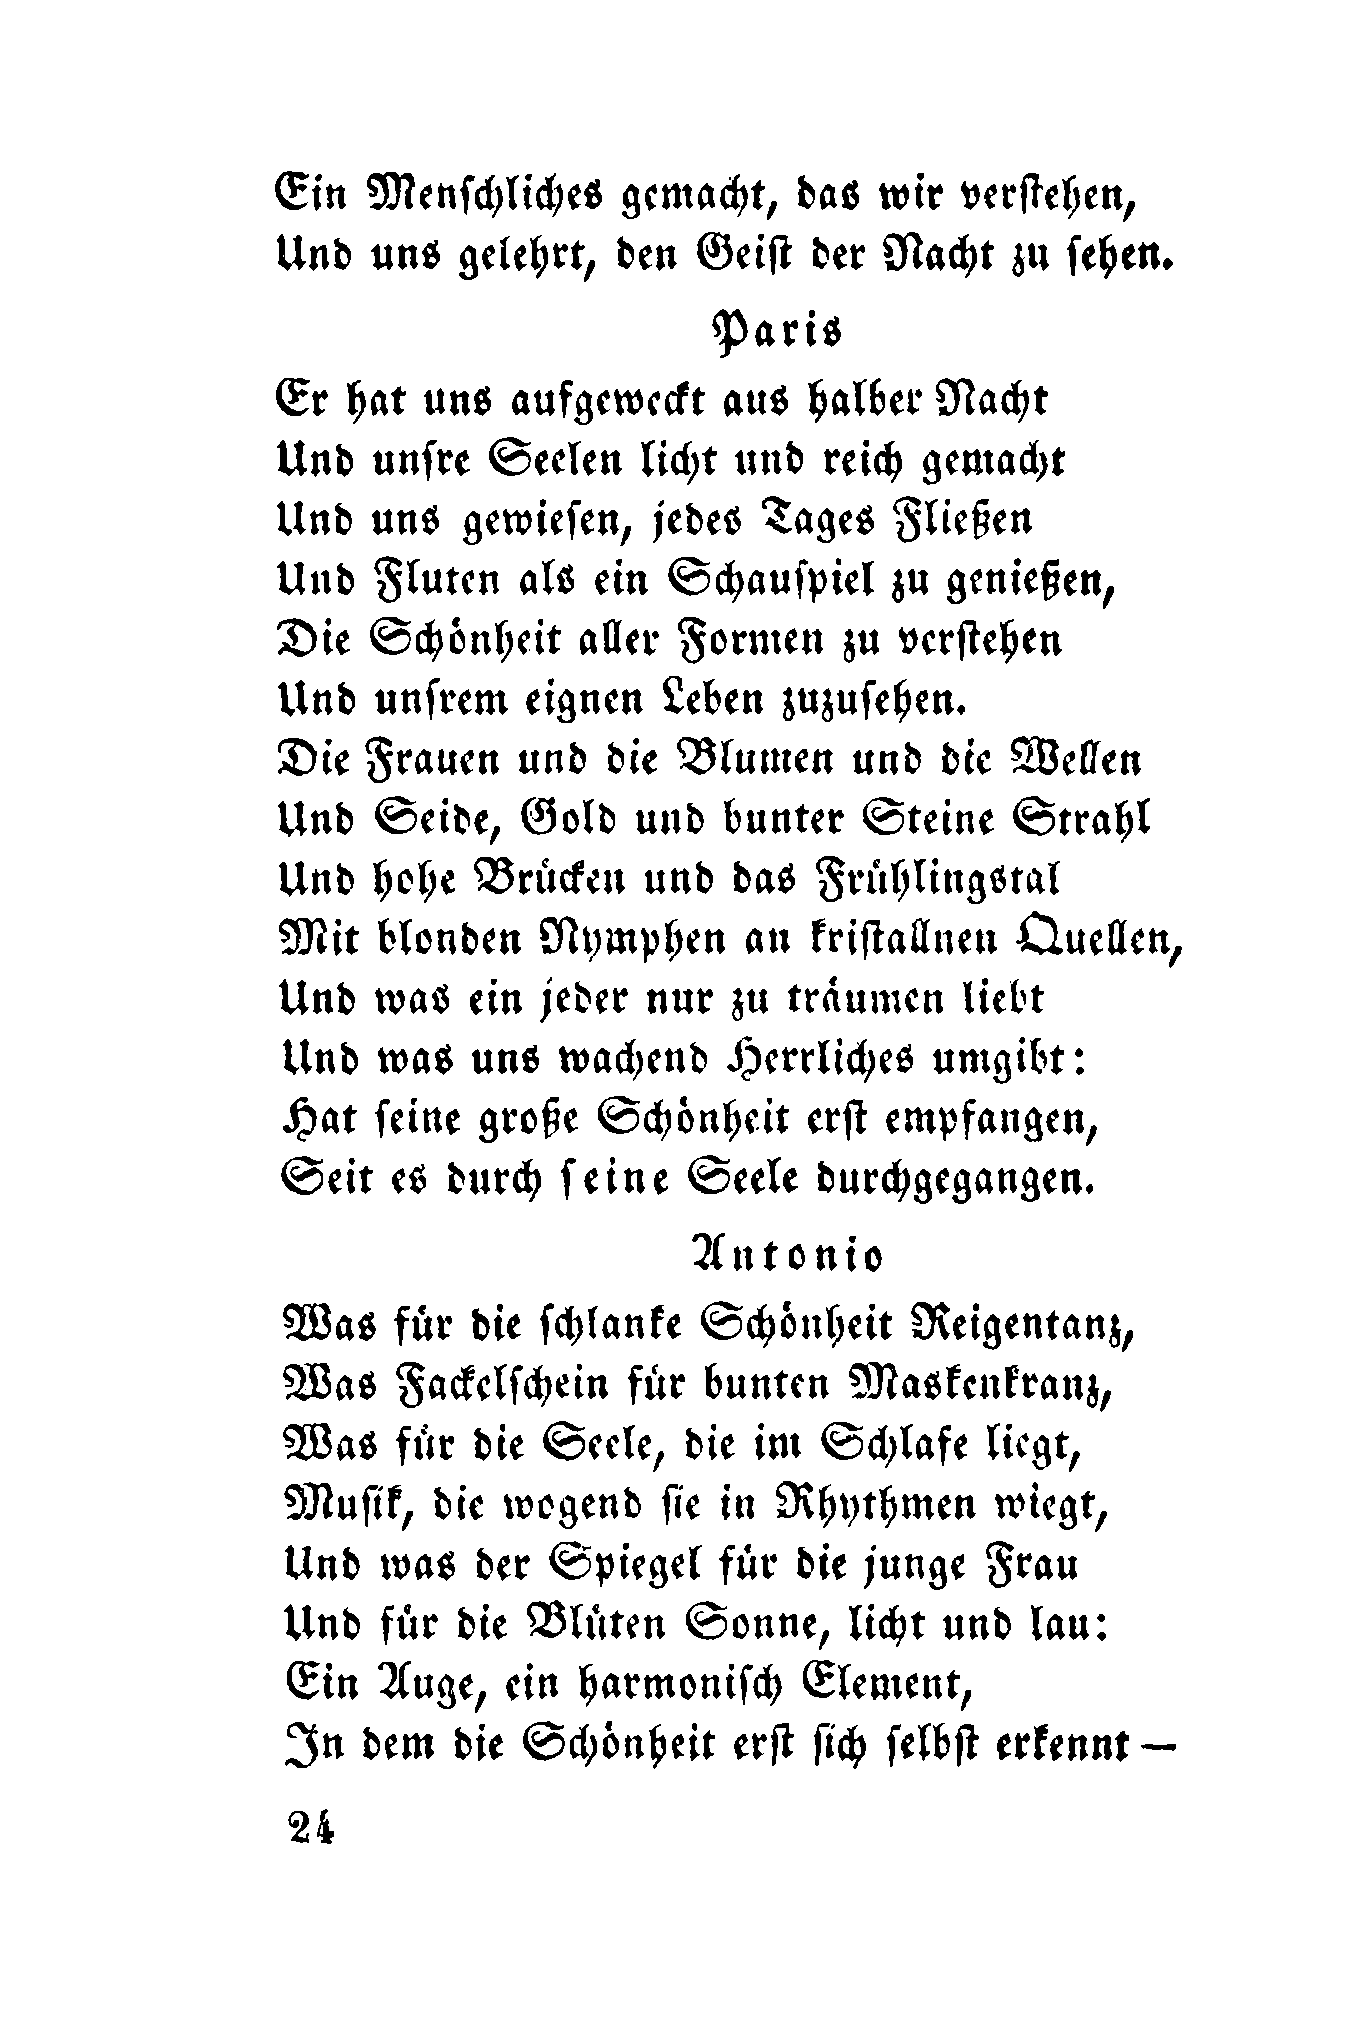 Ein Menschliches gemacht, das wir verstehen,
Und uns gelehrt, den Geist der Nacht zu sehen.
Paris
Er hat uns aufgeweckt aus halber Nacht
Und unsre Seelen licht und reich gemacht
Und uns gewiesen, jedes Tages Fließen
Und Fluten als ein Schauspiel zu genießen,
Die Schönheit aller Formen zu verstehen
Und unsrem eignen Leben zuzusehen.
Die Frauen und die Blumen und die Wellen
Und Seide, Gold und bunter Steine Strahl
Und hohe Brücken und das Frühlingstal
Mit blonden Nymphen an kristallnen Quellen,
Und was ein jeder nur zu träumen liebt
Und was uns wachend Herrliches umgibt:
Hat seine große Schönheit erst empfangen,
Seit es durch seine Seele durchgegangen.
Antonio
Was für die schlanke Schönheit Reigentanz,
Was Fackelschein für bunten Maskenkranz,
Was für die Seele, die im Schlafe liegt,
Musik, die wogend sie in Rhythmen wiegt,
Und was der Spiegel für die junge Frau
Und für die Blüten Sonne, licht und lau:
Ein Auge, ein harmonisch Element,
In dem die Schönheit erst sich selbst erkennt —
24